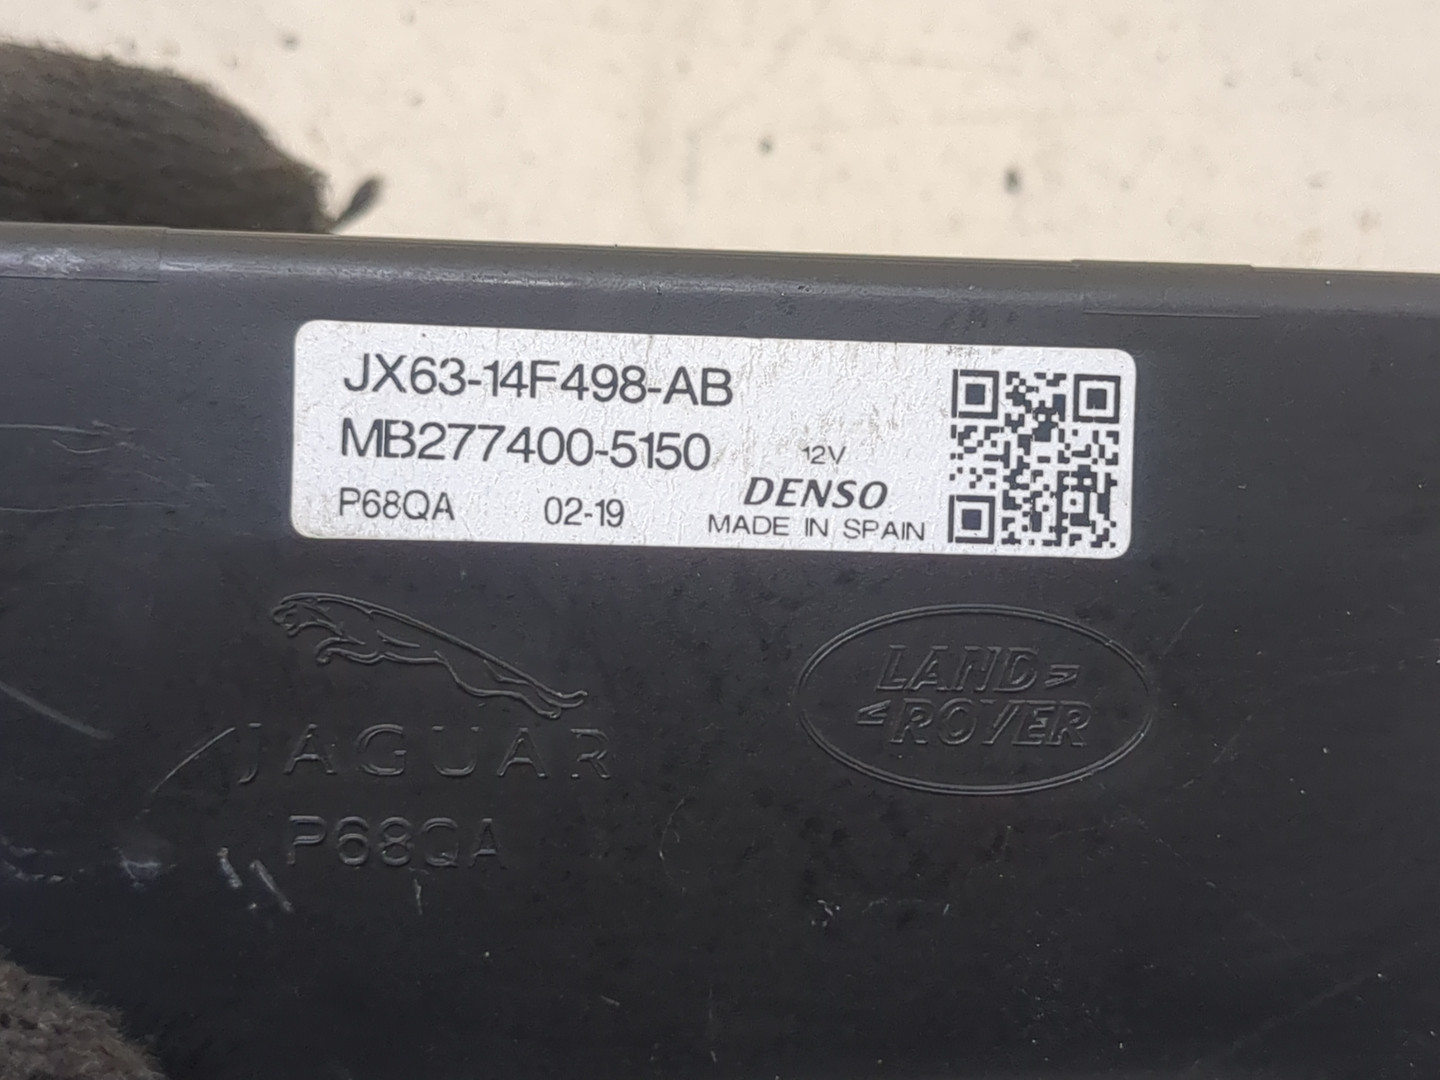 JX63-14F498-AB
MB277400-5150
12V
P68QA
02-19
DENSO
MADE IN SPAIN
JAGUAR
LAND
ROVER
P68QA